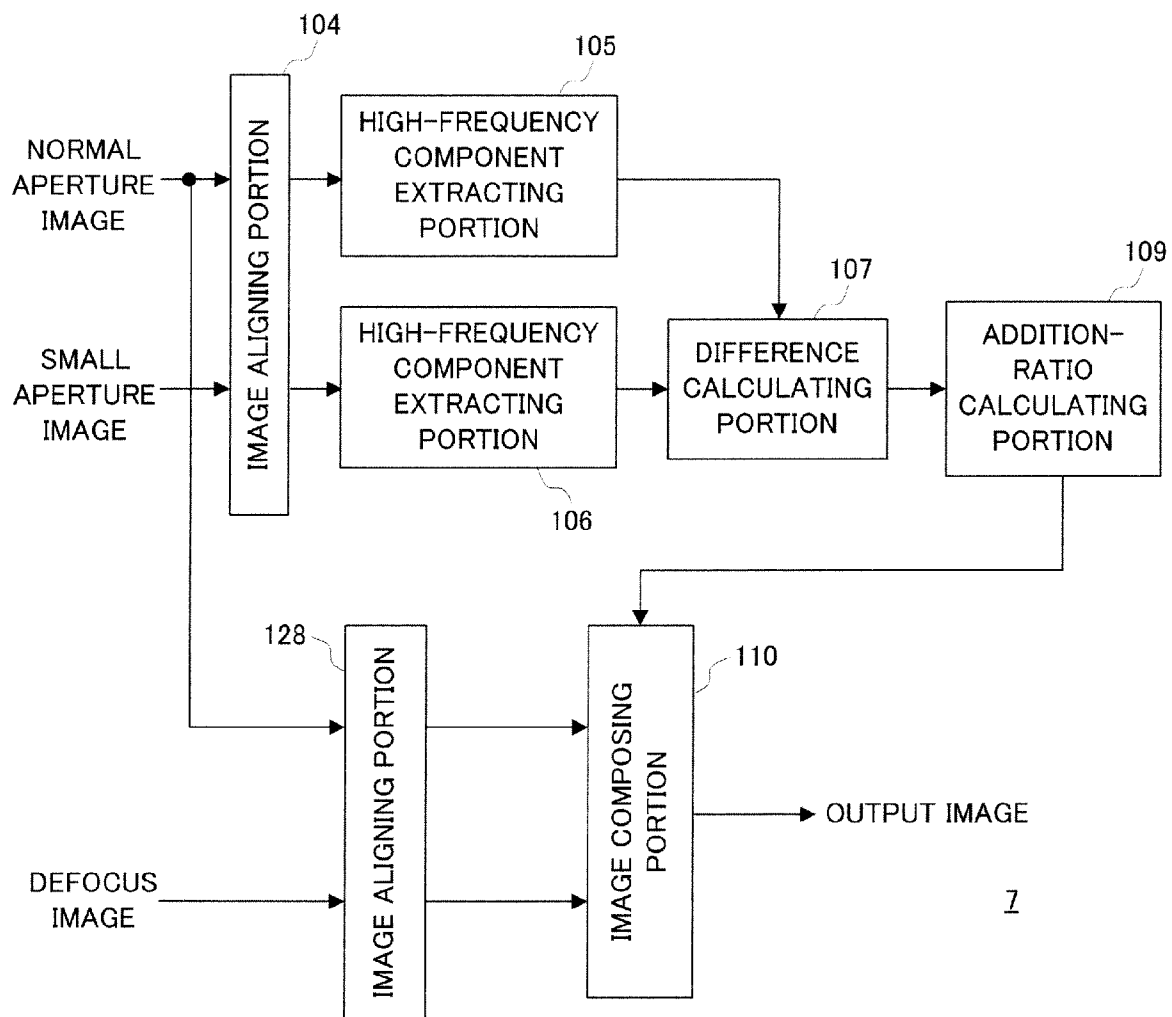 104
105
NORMAL
APERTURE
IMAGE
IMAGE ALIGNING PORTION
HIGH-FREQUENCY
COMPONENT
EXTRACTING
PORTION
107
109
SMALL
APERTURE
IMAGE
HIGH-FREQUENCY
COMPONENT
EXTRACTING
PORTION
DIFFERENCE
CALCULATING
PORTION
ADDITION-
RATIO
CALCULATING
PORTION
106
128
110
IMAGE ALIGNING PORTION
IMAGE COMPOSING
PORTION
OUTPUT IMAGE
DEFOCUS
IMAGE
7